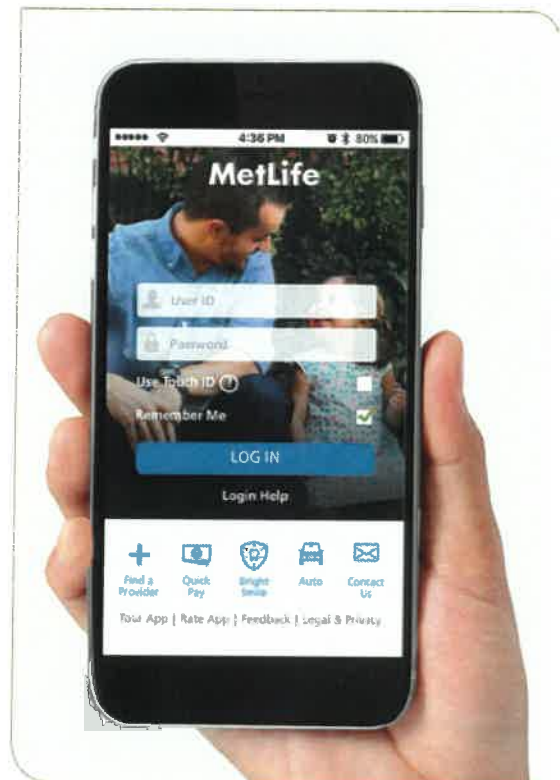 4:36 PM 80%
MetLife
User ID
Password
Use Touch ID ?
Remember Me
LOG IN
Login Help
Find a Provider
Quick Pay
Bright Smile
Auto
Contact Us
Tour App | Rate App | Feedback | Legal & Privacy